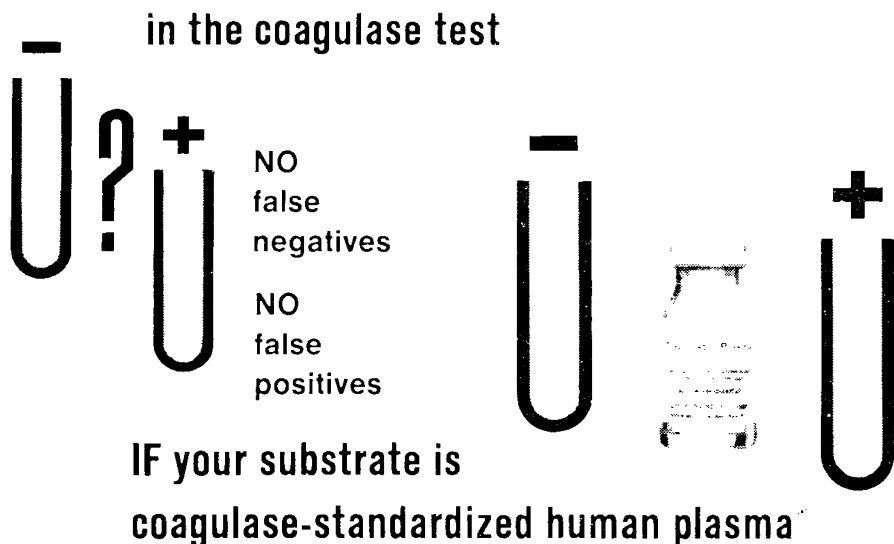 in the coagulase test
−
?
+
NO
false
negatives
NO
false
positives
−
+
IF your substrate is
coagulase-standardized human plasma